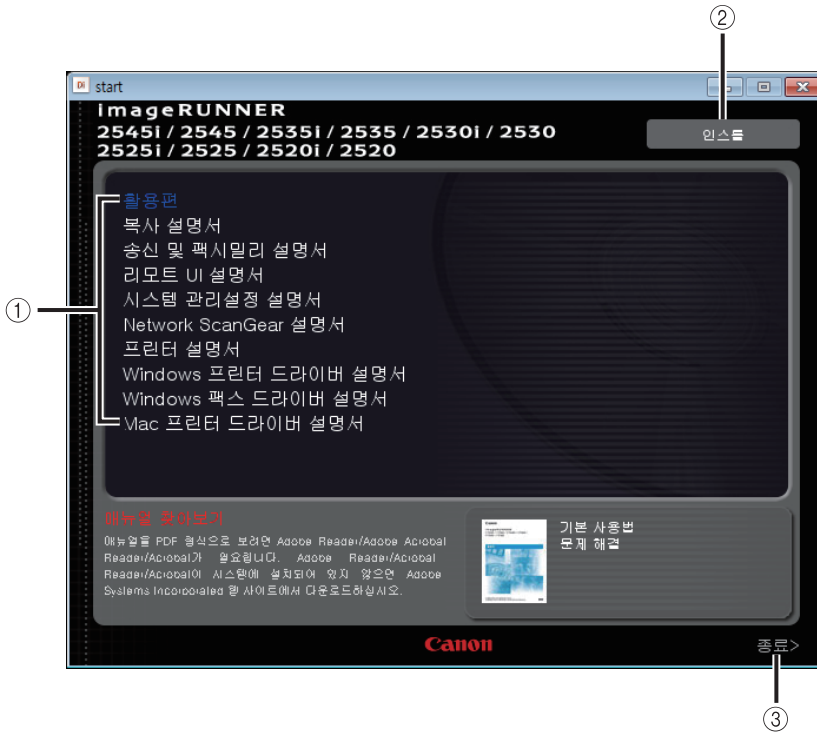 ②
start
imageRUNNER
2545i / 2545 / 2535i / 2535 / 2530i / 2530
2525i / 2525 / 2520i / 2520
인스톨
①
활용편
복사 설명서
송신 및 팩시밀리 설명서
리모트 UI 설명서
시스템 관리설정 설명서
Network ScanGear 설명서
프린터 설명서
Windows 프린터 드라이버 설명서
Windows 팩스 드라이버 설명서
Mac 프린터 드라이버 설명서
매뉴얼 찾아보기
매뉴얼을 PDF 형식으로 보려면 Adobe Reader/Adobe Acrobat
Reader/Acrobat가 필요합니다. Adobe Reader/Acrobat
Reader/Acrobat이 시스템에 설치되어 있지 않으면 Adobe
Systems Incorporated 웹 사이트에서 다운로드하십시오.
기본 사용법
문제 해결
Canon
종료>
③